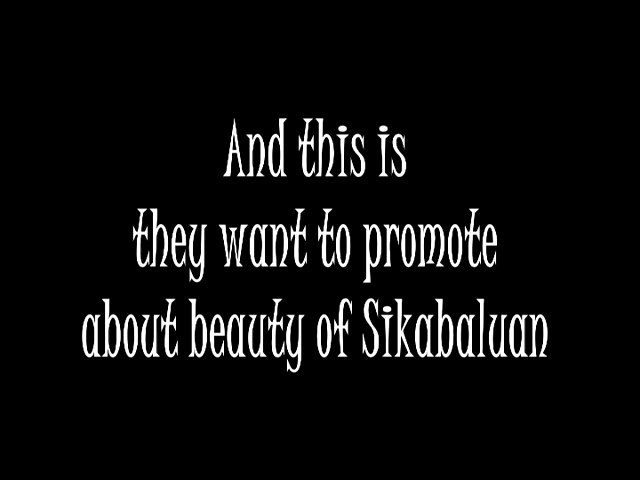 And this is
they want to promote
about beauty of Sikabaluan